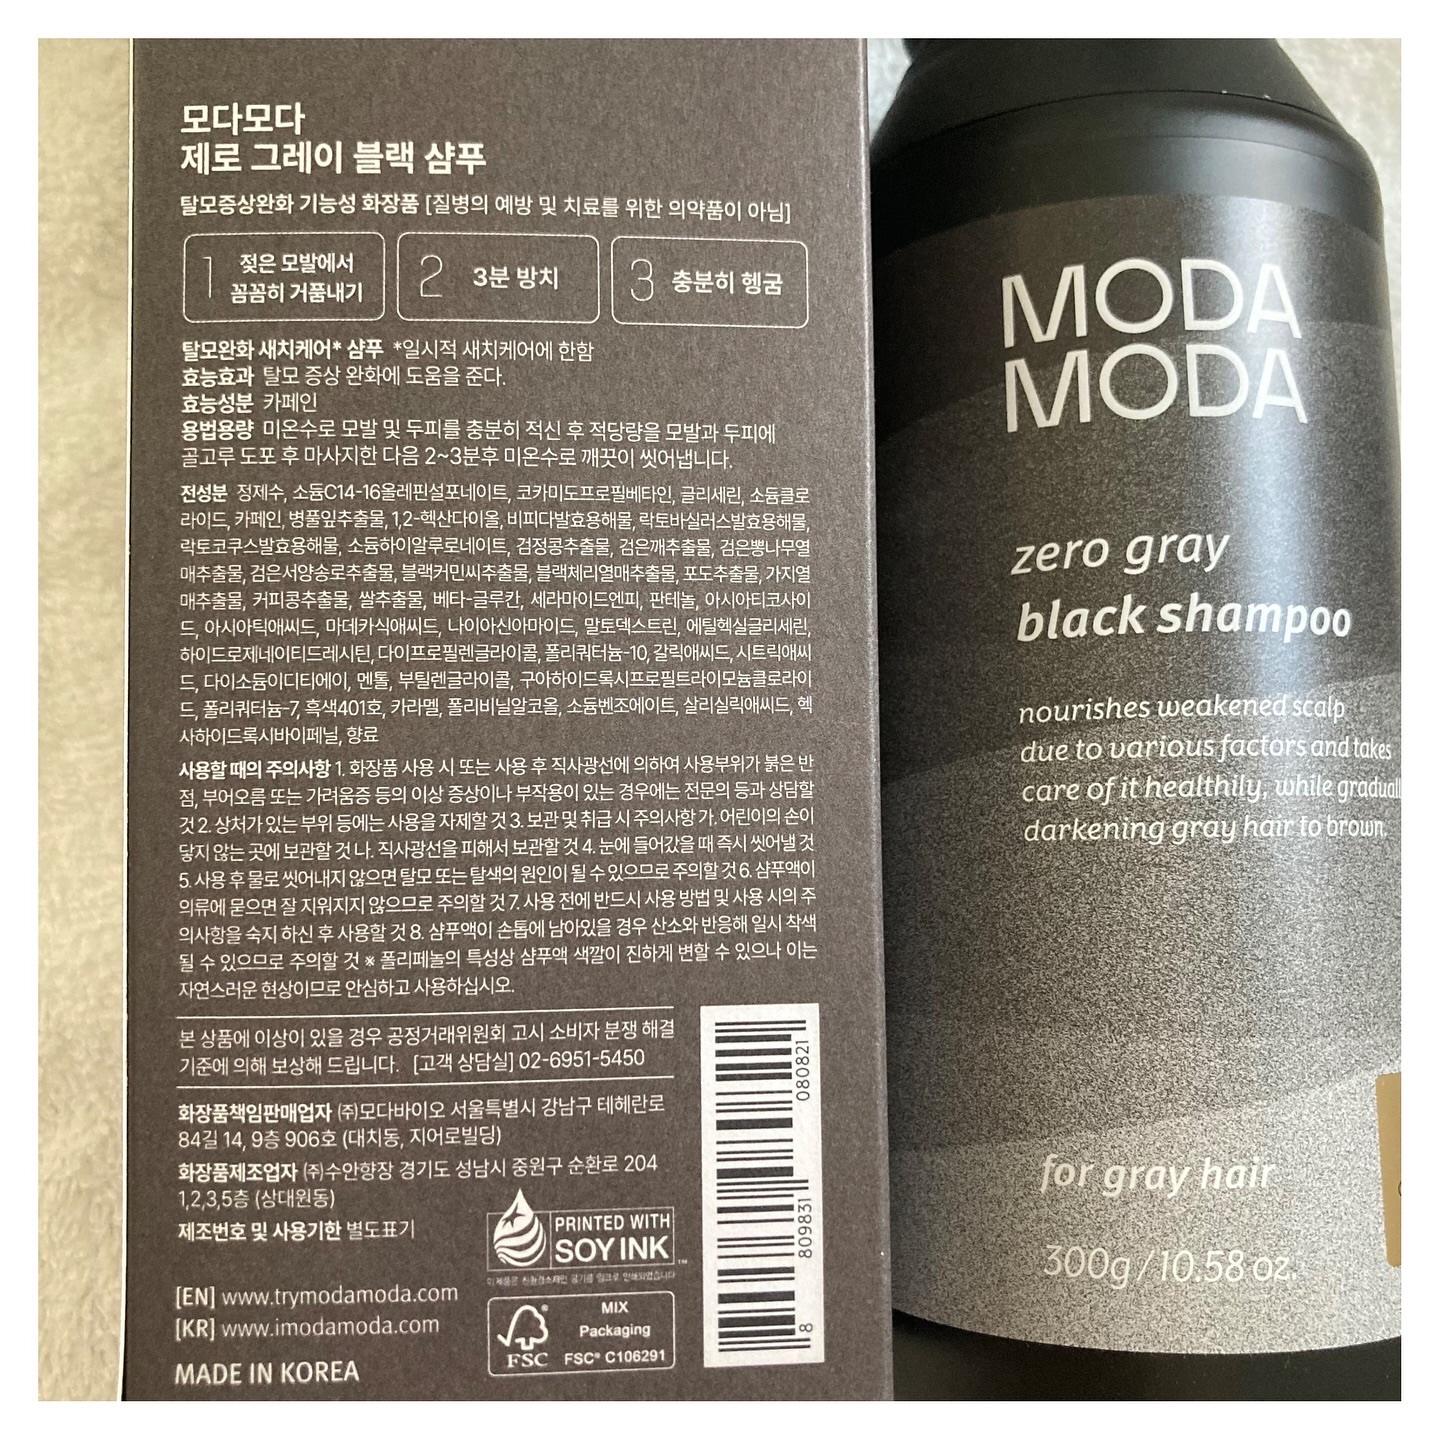 모다모다
제로 그레이 블랙 샴푸
탈모증상완화 기능성 화장품 [질병의 예방 및 치료를 위한 의약품이 아님]
1 젖은 모발에서
꼼꼼히 거품내기
2 3분 방치
3 충분히 헹굼
탈모완화 새치케어* 샴푸 *일시적 새치케어에 한함
효능효과 탈모 증상 완화에 도움을 준다.
효능성분 카페인
용법용량 미온수로 모발 및 두피를 충분히 적신 후 적당량을 모발과 두피에
골고루 도포 후 마사지한 다음 2~3분후 미온수로 깨끗이 씻어냅니다.
전성분 정제수, 소듐C14-16올레핀설포네이트, 코카미도프로필베타인, 글리세린, 소듐클로
라이드, 카페인, 병풀잎추출물, 1,2-헥산다이올, 비피다발효용해물, 락토바실러스발효용해물,
락토코쿠스발효용해물, 소듐하이알루로네이트, 검정콩추출물, 검은깨추출물, 검은뽕나무열
매추출물, 검은서양송로추출물, 블랙커민씨추출물, 블랙체리열매추출물, 포도추출물, 가지열
매추출물, 커피콩추출물, 쌀추출물, 베타-글루칸, 세라마이드엔피, 판테놀, 아시아티코사이
드, 아시아틱애씨드, 마데카식애씨드, 나이아신아마이드, 말토덱스트린, 에틸헥실글리세린,
하이드로제네이티드레시틴, 다이프로필렌글라이콜, 폴리쿼터늄-10, 갈릭애씨드, 시트릭애씨
드, 다이소듐이디티에이, 멘톨, 부틸렌글라이콜, 구아하이드록시프로필트라이모늄클로라이
드, 폴리쿼터늄-7, 흑색401호, 카라멜, 폴리비닐알코올, 소듐벤조에이트, 살리실릭애씨드, 헥
사하이드록시바이페닐, 향료
사용할 때의 주의사항 1. 화장품 사용 시 또는 사용 후 직사광선에 의하여 사용부위가 붉은 반
점, 부어오름 또는 가려움증 등의 이상 증상이나 부작용이 있는 경우에는 전문의 등과 상담할
것 2. 상처가 있는 부위 등에는 사용을 자제할 것 3. 보관 및 취급 시 주의사항 가. 어린이의 손이
닿지 않는 곳에 보관할 것 나. 직사광선을 피해서 보관할 것 4. 눈에 들어갔을 때 즉시 씻어낼 것
5. 사용 후 물로 씻어내지 않으면 탈모 또는 탈색의 원인이 될 수 있으므로 주의할 것 6. 샴푸액이
의류에 묻으면 잘 지워지지 않으므로 주의할 것 7. 사용 전에 반드시 사용 방법 및 사용 시의 주
의사항을 숙지 하신 후 사용할 것 8. 샴푸액이 손톱에 남아있을 경우 산소와 반응해 일시 착색
될 수 있으므로 주의할 것 ※ 폴리페놀의 특성상 샴푸액 색깔이 진하게 변할 수 있으나 이는
자연스러운 현상이므로 안심하고 사용하십시오.
본 상품에 이상이 있을 경우 공정거래위원회 고시 소비자 분쟁 해결
기준에 의해 보상해 드립니다. [고객 상담실] 02-6951-5450
화장품책임판매업자 ㈜모다바이오 서울특별시 강남구 테헤란로
84길 14, 9층 906호 (대치동, 지어로빌딩)
화장품제조업자 ㈜수안향장 경기도 성남시 중원구 순환로 204
1,2,3,5층 (상대원동)
제조번호 및 사용기한 별도표기
PRINTED WITH
SOY INK™
이 제품은 친환경소재인 콩기름 잉크로 인쇄되었습니다
[EN] www.trymodamoda.com
[KR] www.imodamoda.com
MADE IN KOREA
FSC®
MIX
Packaging
FSC® C106291
8 809831 080821
MODA
MODA
zero gray
black shampoo
nourishes weakened scalp
due to various factors and takes
care of it healthily, while graduall
darkening gray hair to brown.
for gray hair
300g / 10.58 oz.